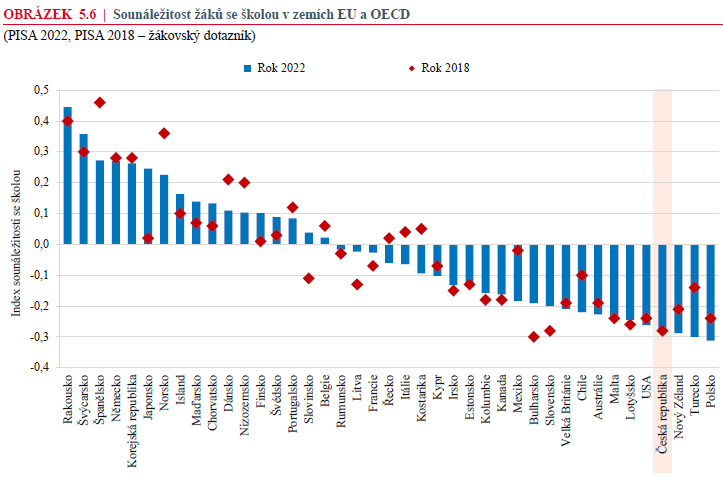 OBRÁZEK 5.6 | Sounáležitost žáků se školou v zemích EU a OECD
(PISA 2022, PISA 2018 – žákovský dotazník)
Rok 2022
Rok 2018
Index sounáležitosti se školou
0,5
0,4
0,3
0,2
0,1
0,0
-0,1
-0,2
-0,3
-0,4
Rakousko
Švýcarsko
Španělsko
Německo
Korejská republika
Japonsko
Norsko
Island
Maďarsko
Chorvatsko
Dánsko
Nizozemsko
Finsko
Švédsko
Portugalsko
Slovinsko
Belgie
Rumunsko
Litva
Francie
Řecko
Itálie
Kostarika
Kypr
Irsko
Estonsko
Kolumbie
Kanada
Mexiko
Bulharsko
Slovensko
Velká Británie
Chile
Austrálie
Malta
Lotyšsko
USA
Česká republika
Nový Zéland
Turecko
Polsko